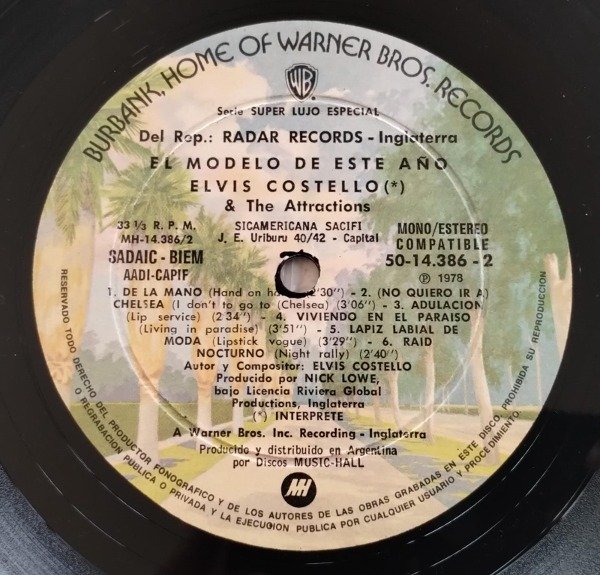 BURBANK, HOME OF WARNER BROS. RECORDS
WB
Serie SUPER LUJO ESPECIAL
Del Rep.: RADAR RECORDS - Inglaterra
EL MODELO DE ESTE AÑO
ELVIS COSTELLO (*)
& The Attractions
33 1/3 R. P. M.
MH-14.386/2
SICAMERICANA SACIFI
J. E. Uriburu 40/42 - Capital
MONO/ESTEREO
COMPATIBLE
SADAIC - BIEM
AADI-CAPIF
50-14.386 - 2
Ⓟ 1978
1. DE LA MANO (Hand on (2'30") - 2. (NO QUIERO IR A)
CHELSEA (I don't to go to (Chelsea) (3'06") - 3. ADULACION
(Lip service) (2'34") - 4. VIVIENDO EN EL PARAISO
(Living in paradise) (3'51") - 5. LAPIZ LABIAL DE
MODA (Lipstick vogue) (3'29") - 6. RAID
NOCTURNO (Night rally) (2'40")
Autor y Compositor: ELVIS COSTELLO
Producido por NICK LOWE,
bajo Licencia Riviera Global
Productions, Inglaterra
(*) INTERPRETE
A Warner Bros. Inc. Recording - Inglaterra
Producido y distribuido en Argentina
por Discos MUSIC-HALL
MH
RESERVADO TODO DERECHO DEL PRODUCTOR FONOGRAFICO Y DE LOS AUTORES DE LAS OBRAS GRABADAS EN ESTE DISCO, PROHIBIDA SU REPRODUCCION
O REGRABACION PUBLICA O PRIVADA Y LA EJECUCION PUBLICA POR CUALQUIER USUARIO Y PROCEDIMIENTO